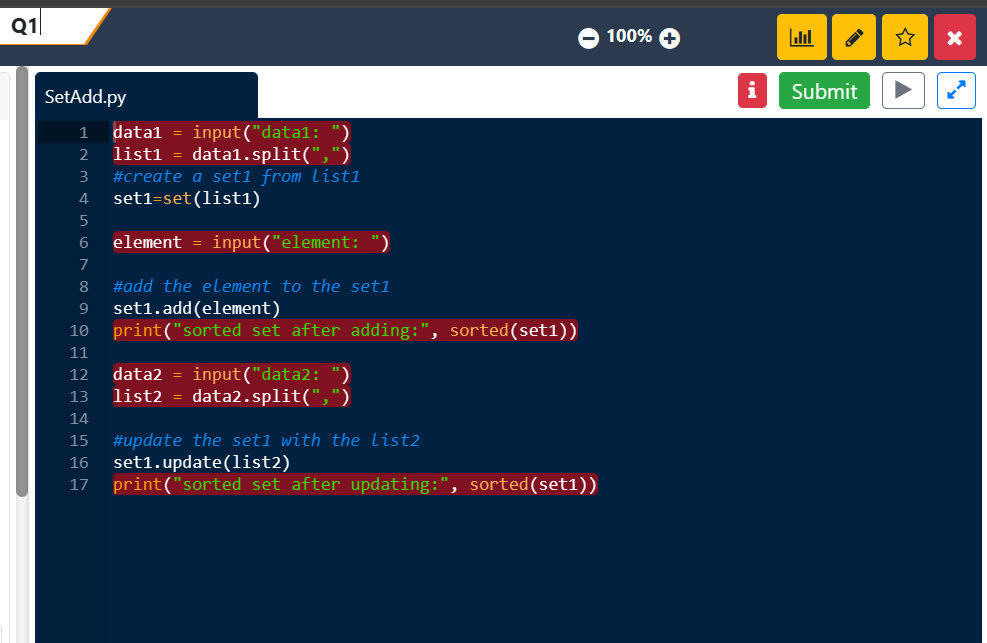 Q1
100%
SetAdd.py
Submit
1 data1 = input("data1: ")
2 list1 = data1.split(",")
3 #create a set1 from list1
4 set1=set(list1)
5
6 element = input("element: ")
7
8 #add the element to the set1
9 set1.add(element)
10 print("sorted set after adding:", sorted(set1))
11
12 data2 = input("data2: ")
13 list2 = data2.split(",")
14
15 #update the set1 with the list2
16 set1.update(list2)
17 print("sorted set after updating:", sorted(set1))